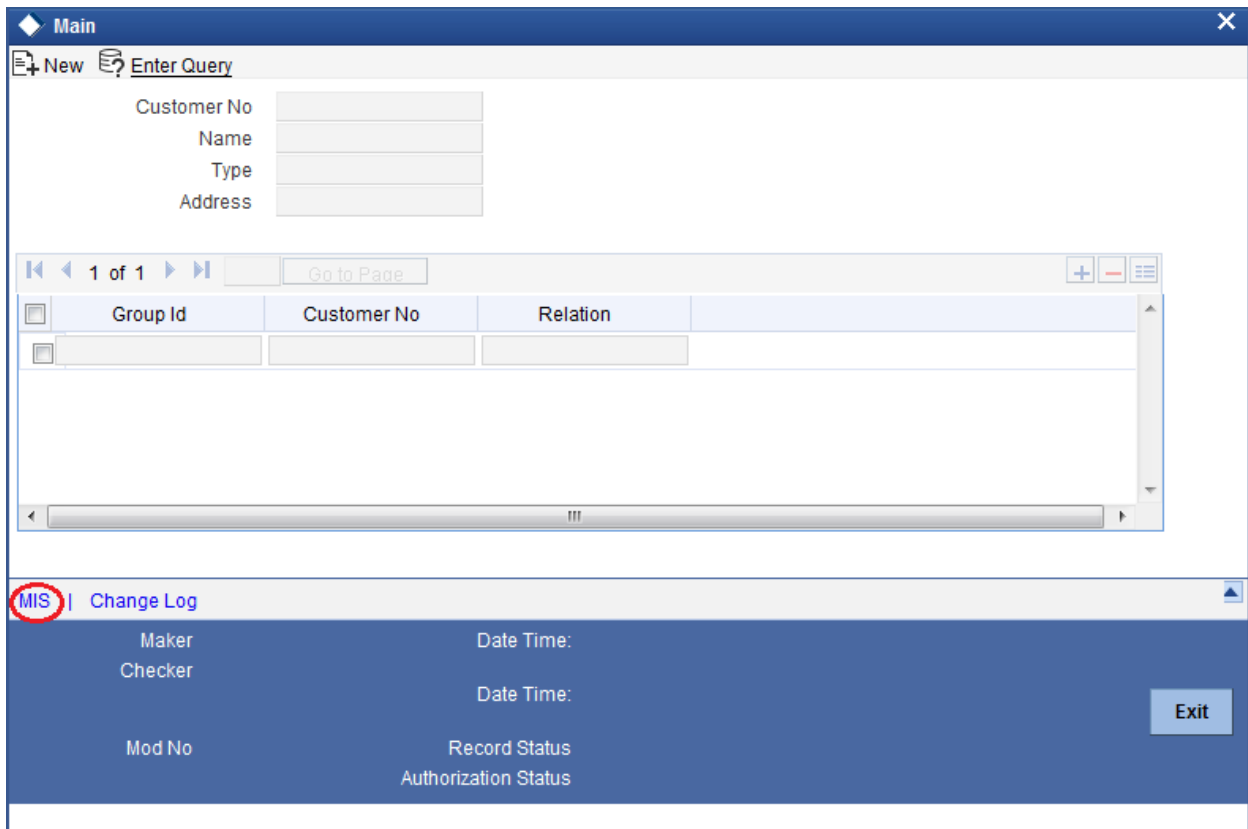 Main
New Enter Query
Customer No
Name
Type
Address
1 of 1 Go to Page
Group Id Customer No Relation
MIS | Change Log
Maker Date Time:
Checker
Date Time:
Exit
Mod No Record Status
Authorization Status